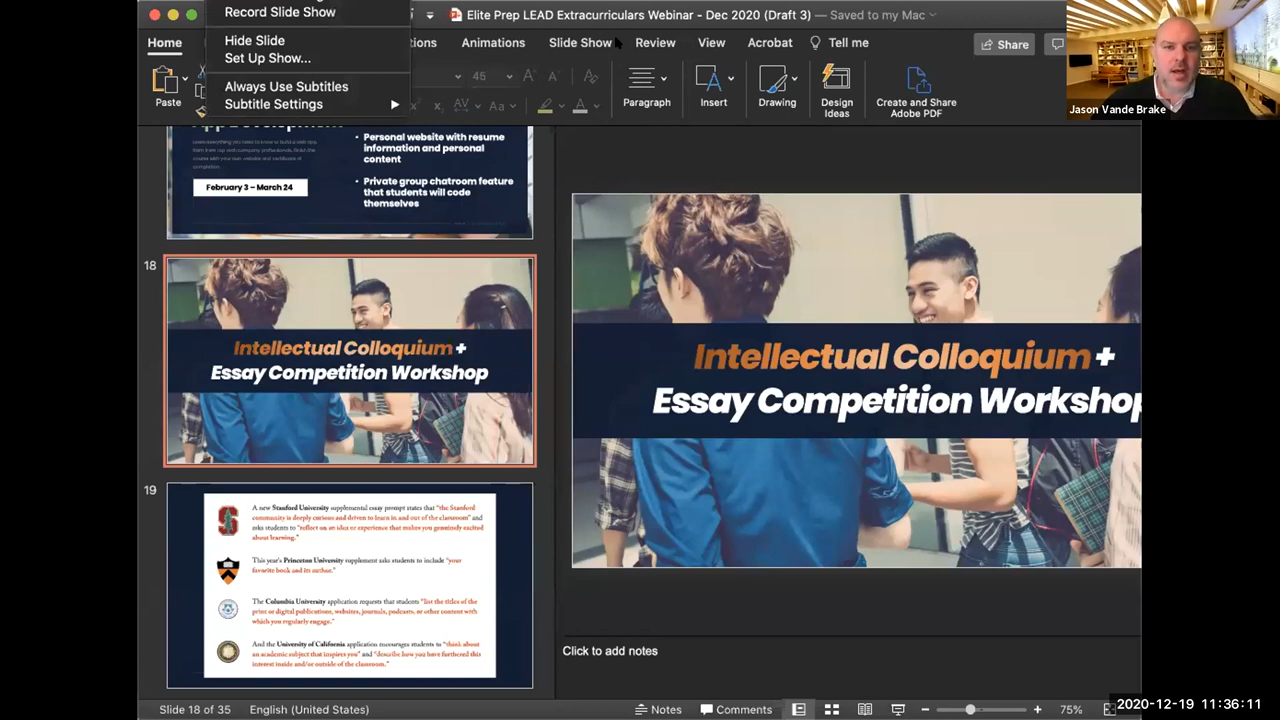 Record Slide Show
Hide Slide
Set Up Show...
Always Use Subtitles
Subtitle Settings
Elite Prep LEAD Extracurriculars Webinar - Dec 2020 (Draft 3) — Saved to my Mac
Home
Animations
Slide Show
Review
View
Acrobat
Tell me
Share
Paste
45
Aa
Paragraph
Insert
Drawing
Design
Ideas
Create and Share
Adobe PDF
Jason Vande Brake
February 3 – March 24
• Personal website with resume
information and personal
content
• Private group chatroom feature
that students will code
themselves
18
Intellectual Colloquium +
Essay Competition Workshop
19
A new Stanford University supplemental essay prompt states that "the Stanford
community is deeply curious and driven to learn in and out of the classroom" and
asks students to "reflect on an idea or experience that makes you genuinely excited
about learning."
This year's Princeton University supplement asks students to include "your
favorite book and its author."
The Columbia University application requests that students "list the titles of the
print or digital publications, websites, journals, podcasts, or other content with
which you regularly engage."
And the University of California application encourages students to "think about
an academic subject that inspires you" and "describe how you have furthered this
interest inside and/or outside of the classroom."
Intellectual Colloquium +
Essay Competition Workshop
Click to add notes
Slide 18 of 35
English (United States)
Notes
Comments
75%
2020-12-19 11:36:11